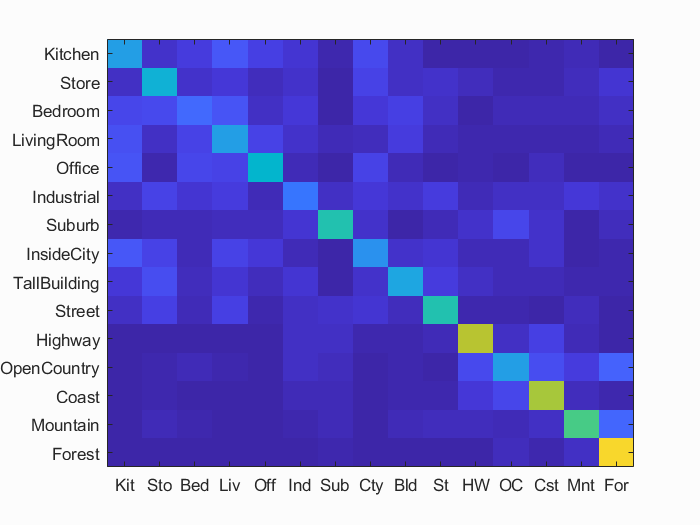 Kitchen
Store
Bedroom
LivingRoom
Office
Industrial
Suburb
InsideCity
TallBuilding
Street
Highway
OpenCountry
Coast
Mountain
Forest
Kit Sto Bed Liv Off Ind Sub Cty Bld St HW OC Cst Mnt For